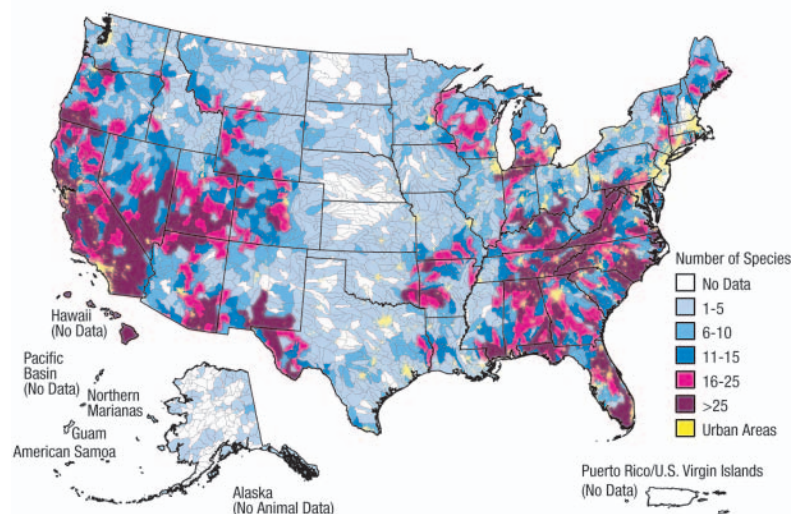 Hawaii
(No Data)
Pacific
Basin
(No Data)
Northern
Marianas
Guam
American Samoa
Alaska
(No Animal Data)
Number of Species
No Data
1-5
6-10
11-15
16-25
>25
Urban Areas
Puerto Rico/U.S. Virgin Islands
(No Data)